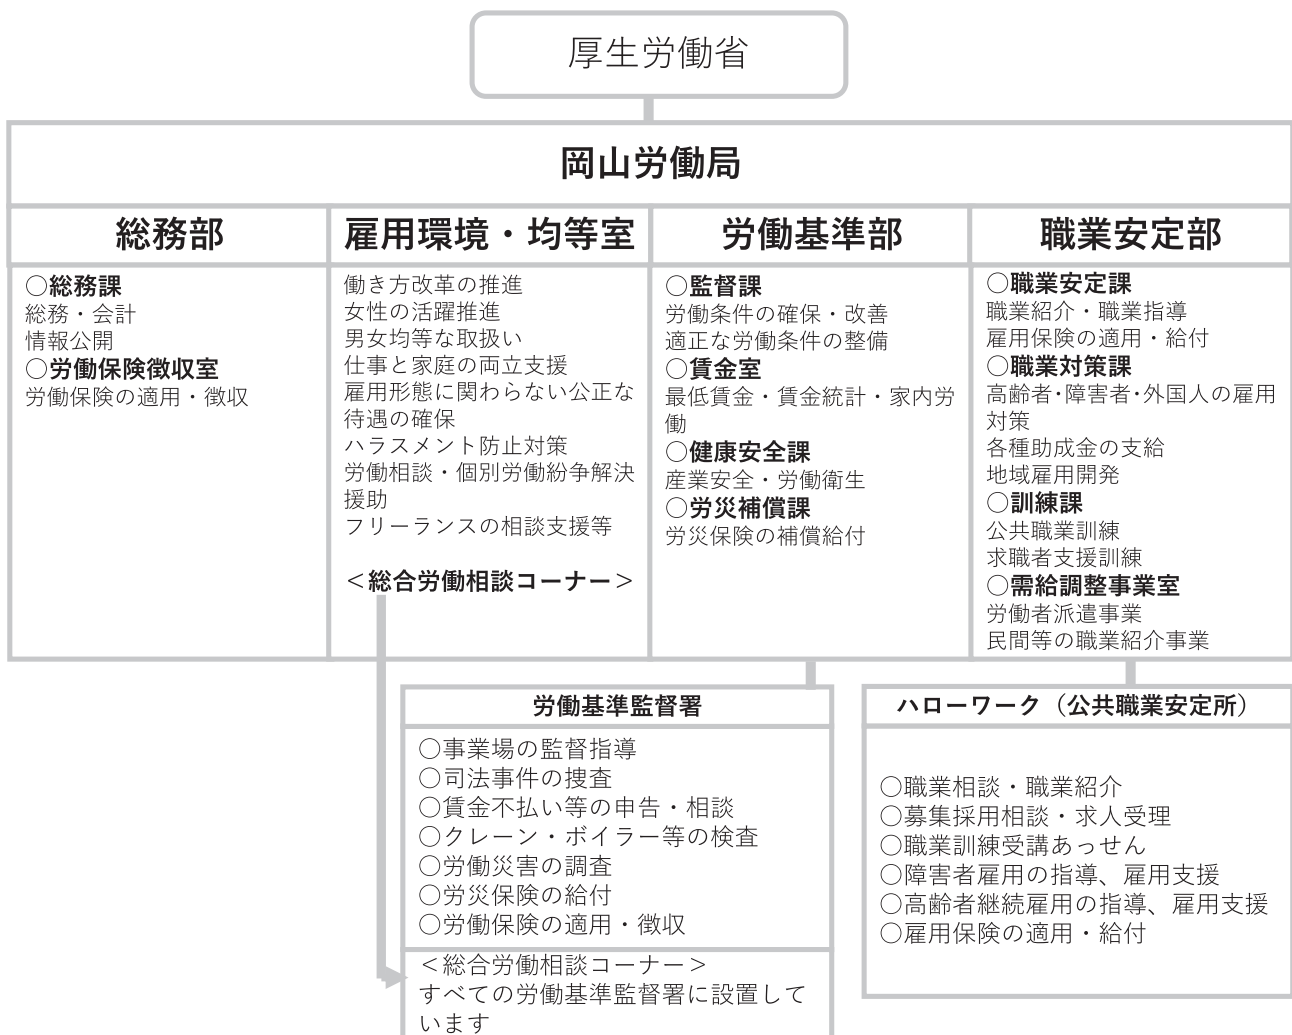 厚生労働省
岡山労働局
総務部
○総務課
総務・会計
情報公開
○労働保険徴収室
労働保険の適用・徴収
雇用環境・均等室
働き方改革の推進
女性の活躍推進
男女均等な取扱い
仕事と家庭の両立支援
雇用形態に関わらない公正な
待遇の確保
ハラスメント防止対策
労働相談・個別労働紛争解決
援助
フリーランスの相談支援等
＜総合労働相談コーナー＞
労働基準部
○監督課
労働条件の確保・改善
適正な労働条件の整備
○賃金室
最低賃金・賃金統計・家内労
働
○健康安全課
産業安全・労働衛生
○労災補償課
労災保険の補償給付
職業安定部
○職業安定課
職業紹介・職業指導
雇用保険の適用・給付
○職業対策課
高齢者･障害者･外国人の雇用
対策
各種助成金の支給
地域雇用開発
○訓練課
公共職業訓練
求職者支援訓練
○需給調整事業室
労働者派遣事業
民間等の職業紹介事業
労働基準監督署
○事業場の監督指導
○司法事件の捜査
○賃金不払い等の申告・相談
○クレーン・ボイラー等の検査
○労働災害の調査
○労災保険の給付
○労働保険の適用・徴収
＜総合労働相談コーナー＞
すべての労働基準監督署に設置して
います
ハローワーク（公共職業安定所）
○職業相談・職業紹介
○募集採用相談・求人受理
○職業訓練受講あっせん
○障害者雇用の指導、雇用支援
○高齢者継続雇用の指導、雇用支援
○雇用保険の適用・給付